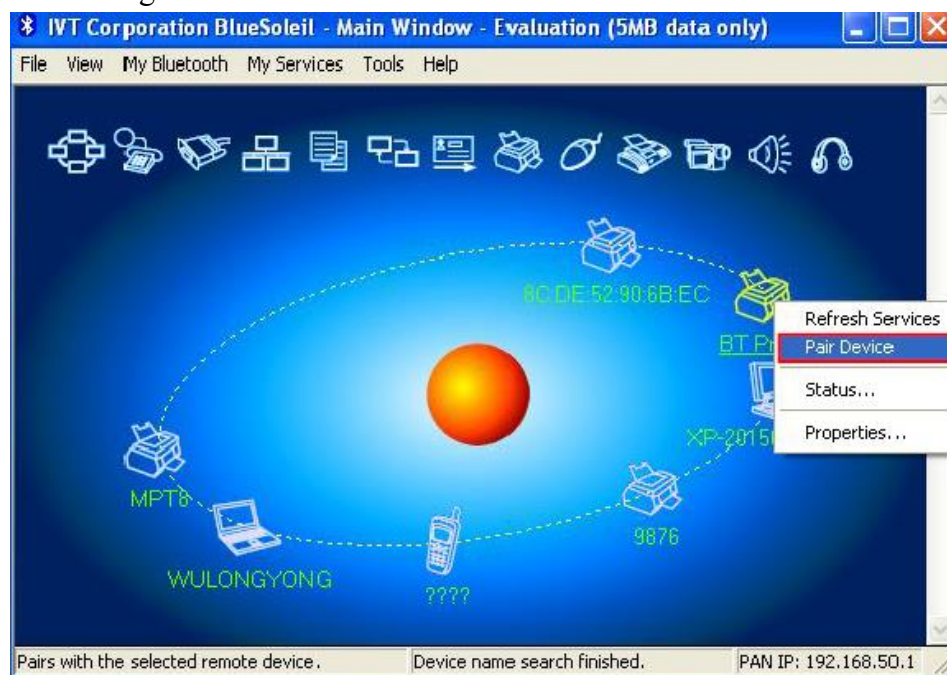 IVT Corporation BlueSoleil - Main Window - Evaluation (5MB data only)
File View My Bluetooth My Services Tools Help
8C:DE:52:90:6B:EC
BT
Refresh Services
Pair Device
Status...
Properties...
MPT8
9876
WULONGYONG
????
Pairs with the selected remote device.
Device name search finished.
PAN IP: 192.168.50.1